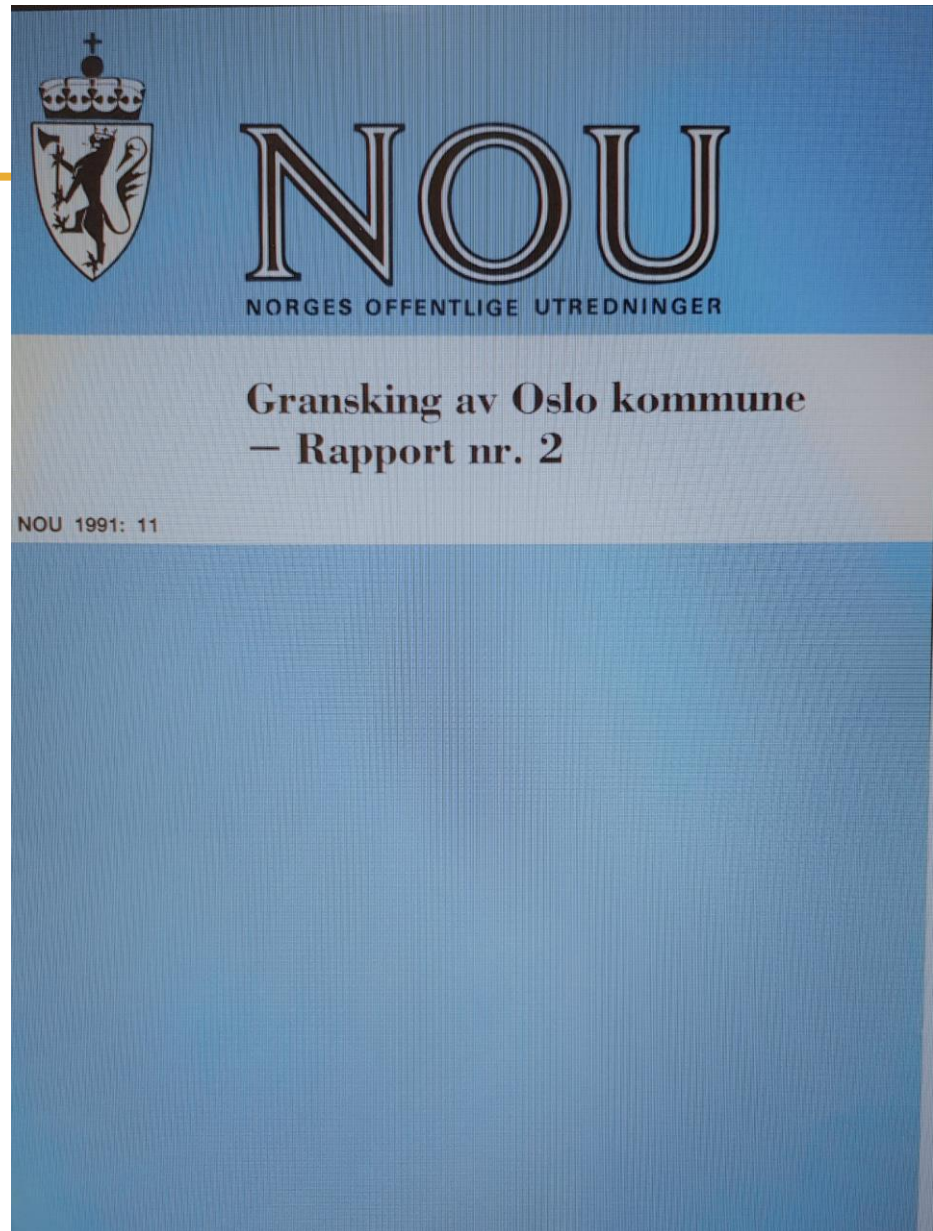 NOU
NORGES OFFENTLIGE UTREDNINGER
Gransking av Oslo kommune
— Rapport nr. 2
NOU 1991: 11